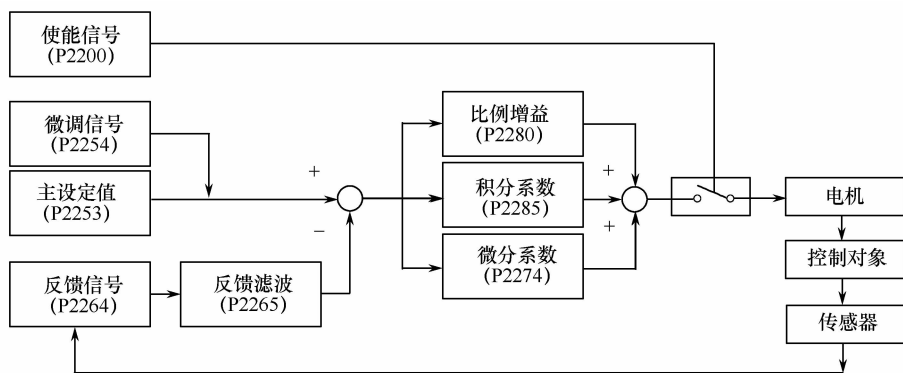 使能信号
(P2200)
微调信号
(P2254)
主设定值
(P2253)
反馈信号
(P2264)
反馈滤波
(P2265)
+
−
比例增益
(P2280)
积分系数
(P2285)
微分系数
(P2274)
+
+
电机
控制对象
传感器